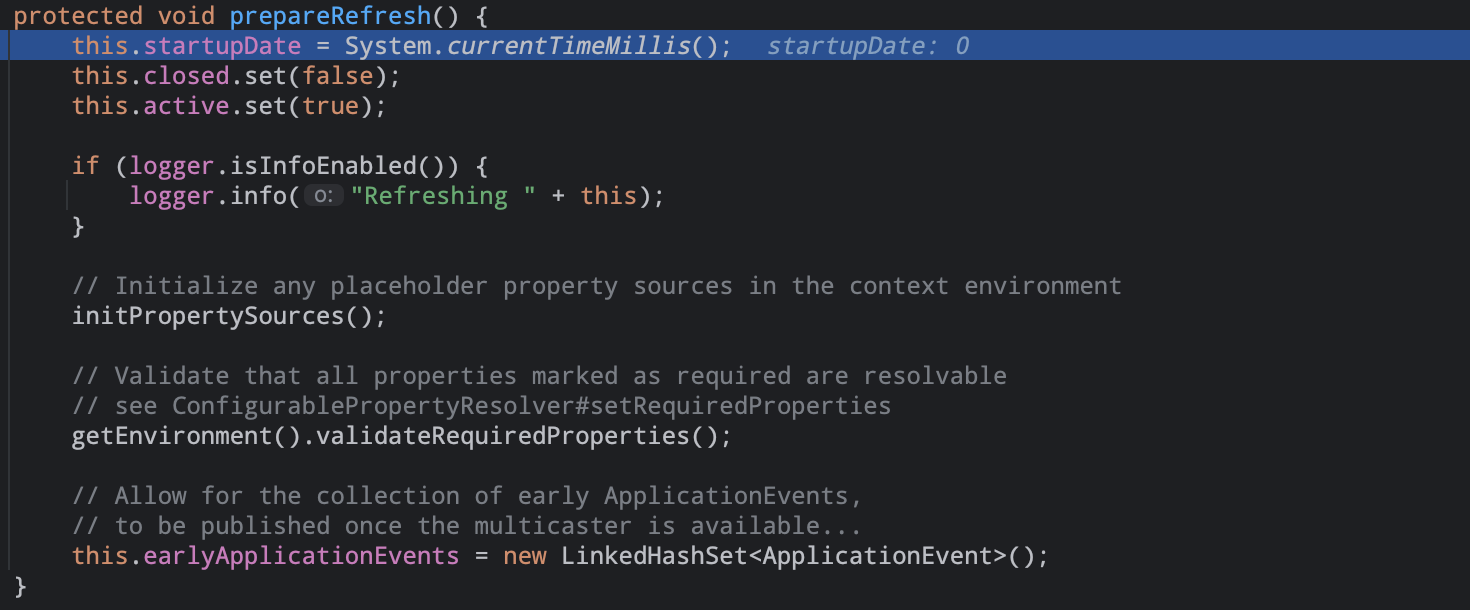 protected void prepareRefresh() {
    this.startupDate = System.currentTimeMillis();   startupDate: 0
    this.closed.set(false);
    this.active.set(true);

    if (logger.isInfoEnabled()) {
        logger.info( o: "Refreshing " + this);
    }

    // Initialize any placeholder property sources in the context environment
    initPropertySources();

    // Validate that all properties marked as required are resolvable
    // see ConfigurablePropertyResolver#setRequiredProperties
    getEnvironment().validateRequiredProperties();

    // Allow for the collection of early ApplicationEvents,
    // to be published once the multicaster is available...
    this.earlyApplicationEvents = new LinkedHashSet<ApplicationEvent>();
}